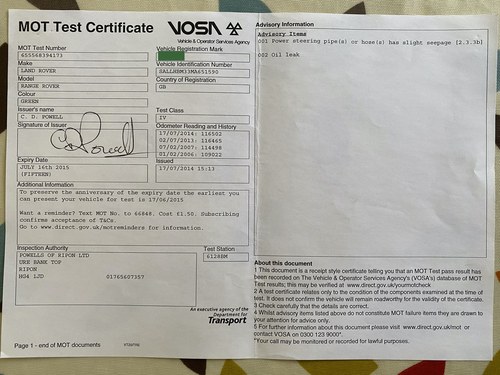 MOT Test Certificate
VOSA
Vehicle & Operator Services Agency
MOT Test Number
655568394173
Vehicle Registration Mark
Make
LAND ROVER
Vehicle Identification Number
SALLHBM33MA651590
Model
RANGE ROVER
Country of Registration
GB
Colour
GREEN
Issuer's name
C. D. POWELL
Test Class
IV
Signature of Issuer
Odometer Reading and History
17/07/2014: 116502
02/07/2013: 116465
07/02/2007: 114498
01/02/2006: 109022
Expiry Date
JULY 16th 2015
(FIFTEEN)
Issued
17/07/2014 15:13
Additional Information
To preserve the anniversary of the expiry date the earliest you
can present your vehicle for test is 17/06/2015
Want a reminder? Text MOT No. to 66848. Cost £1.50. Subscribing
confirms acceptance of T&Cs.
Go to www.direct.gov.uk/motreminders for information.
Inspection Authority
POWELLS OF RIPON LTD
URE BANK TOP
RIPON
HG4 1JD 01765607357
Test Station
6128BM
An executive agency of the
Department for
Transport
Page 1 - end of MOT documents
Advisory Information
Advisory Items
001 Power steering pipe(s) or hose(s) has slight seepage [2.3.3b]
002 Oil leak
About this document
1 This document is a receipt style certificate telling you that an MOT Test pass result has
been recorded on The Vehicle & Operator Services Agency's (VOSA's) database of MOT
Test results; this may be verified at www.direct.gov.uk/yourmotcheck
2 A test certificate relates only to the condition of the components examined at the time of
test. It does not confirm the vehicle will remain roadworthy for the validity of the certificate.
3 Check carefully that the details are correct.
4 Whilst advisory items listed above do not constitute MOT failure items they are drawn to
your attention for advice only.
5 For further information about this document please visit www.direct.gov.uk/mot or
contact VOSA on 0300 123 9000*.
*Your call may be monitored or recorded for lawful purposes.